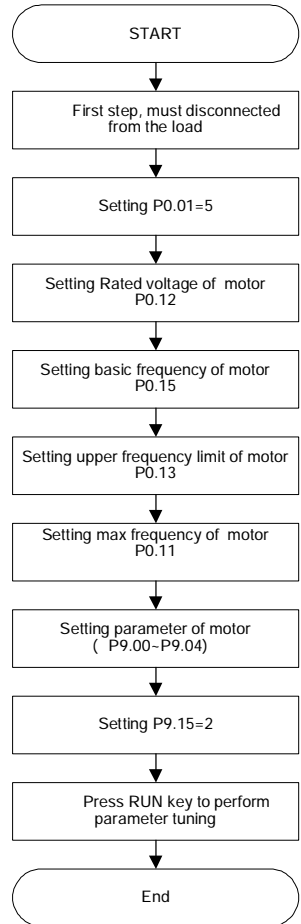 START
First step, must disconnected
from the load
Setting P0.01=5
Setting Rated voltage of motor
P0.12
Setting basic frequency of motor
P0.15
Setting upper frequency limit of motor
P0.13
Setting max frequency of motor
P0.11
Setting parameter of motor
( P9.00~P9.04)
Setting P9.15=2
Press RUN key to perform
parameter tuning
End